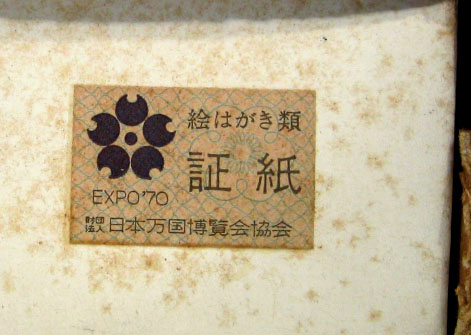 絵はがき類
証紙
EXPO'70
財団法人 日本万国博覧会協会